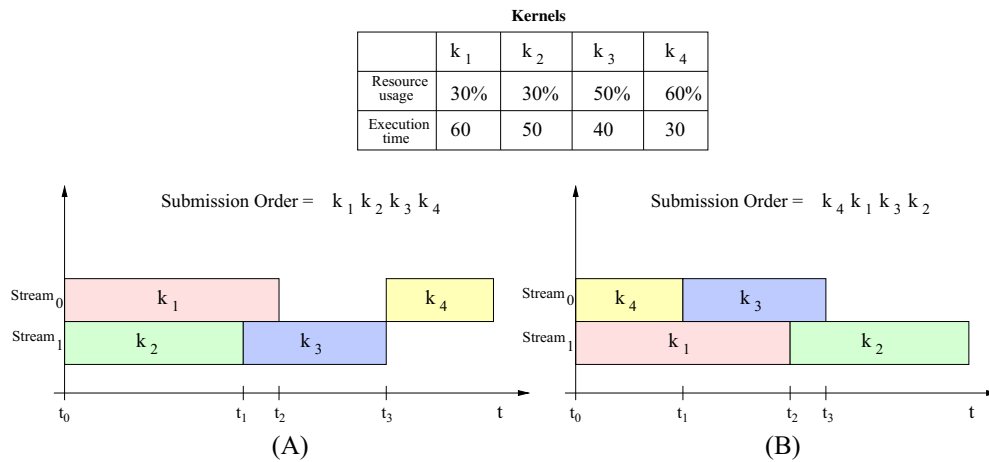 Kernels
k 1 k 2 k 3 k 4
Resource usage 30% 30% 50% 60%
Execution time 60 50 40 30
Submission Order = k 1 k 2 k 3 k 4
Stream 0 k 1 k 4
Stream 1 k 2 k 3
t0 t1 t2 t3 t
(A)
Submission Order = k 4 k 1 k 3 k 2
Stream 0 k 4 k 3
Stream 1 k 1 k 2
t0 t1 t2 t3 t
(B)